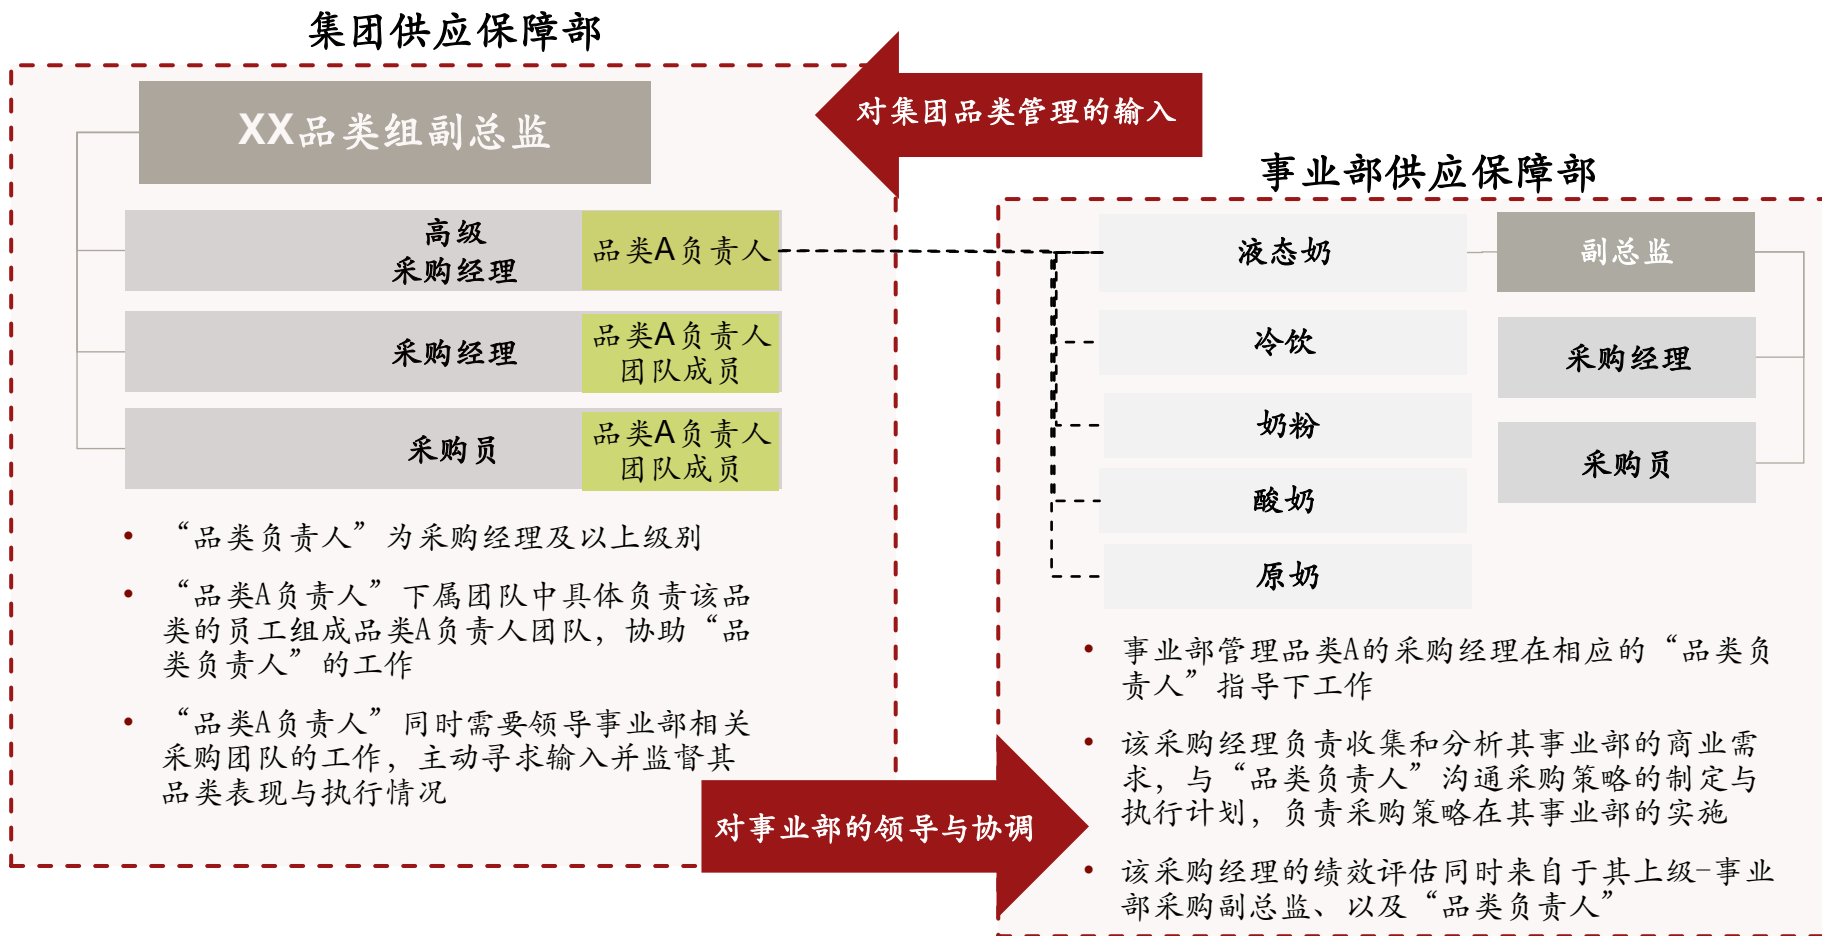 集团供应保障部
XX品类组副总监
高级
采购经理
品类A负责人
采购经理
品类A负责人
团队成员
采购员
品类A负责人
团队成员
• “品类负责人”为采购经理及以上级别
• “品类A负责人”下属团队中具体负责该品
类的员工组成品类A负责人团队，协助“品
类负责人”的工作
• “品类A负责人”同时需要领导事业部相关
采购团队的工作，主动寻求输入并监督其
品类表现与执行情况
对集团品类管理的输入
对事业部的领导与协调
事业部供应保障部
液态奶
副总监
冷饮
采购经理
奶粉
采购员
酸奶
原奶
• 事业部管理品类A的采购经理在相应的“品类负
责人”指导下工作
• 该采购经理负责收集和分析其事业部的商业需
求，与“品类负责人”沟通采购策略的制定与
执行计划，负责采购策略在其事业部的实施
• 该采购经理的绩效评估同时来自于其上级-事业
部采购副总监、以及“品类负责人”